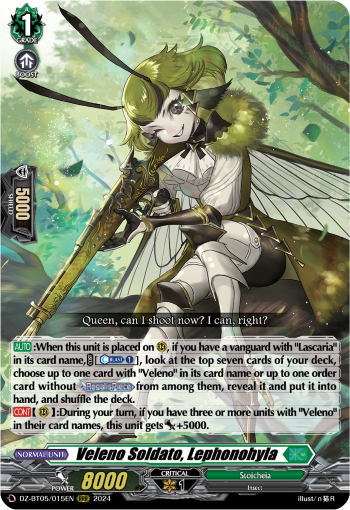 1
GRADE
BOOST
5000
SHIELD
Queen, can I shoot now? I can, right?
AUTO :When this unit is placed on R, if you have a vanguard with "Lascaria"
in its card name, COST [C BLAST 1], look at the top seven cards of your deck,
choose up to one card with "Veleno" in its card name or up to one order
card without from among them, reveal it and put it into
hand, and shuffle the deck.
CONT R :During your turn, if you have three or more units with "Veleno"
in their card names, this unit gets +5000.
NORMAL UNIT
Veleno Soldato, Lephonohyla
POWER
8000
CRITICAL
1
Stoicheia
Insect
D-DZ-BT05/015EN RRR 2024
illust/n猫R